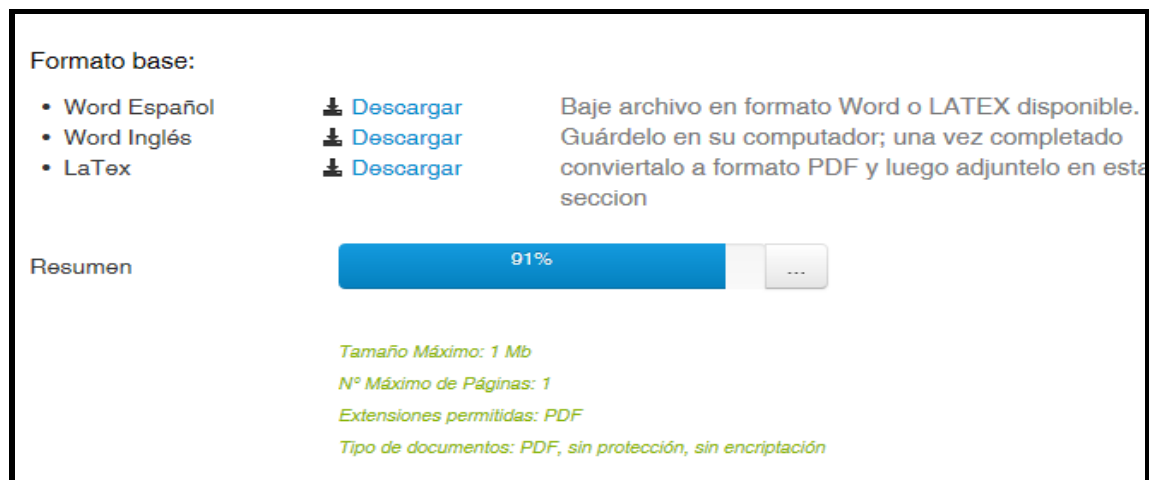 Formato base:
• Word Español Descargar Baje archivo en formato Word o LATEX disponible.
• Word Inglés Descargar Guárdelo en su computador; una vez completado
• LaTex Descargar conviertalo a formato PDF y luego adjuntelo en esta
seccion
Resumen 91% ...
Tamaño Máximo: 1 Mb
Nº Máximo de Páginas: 1
Extensiones permitidas: PDF
Tipo de documentos: PDF, sin protección, sin encriptación